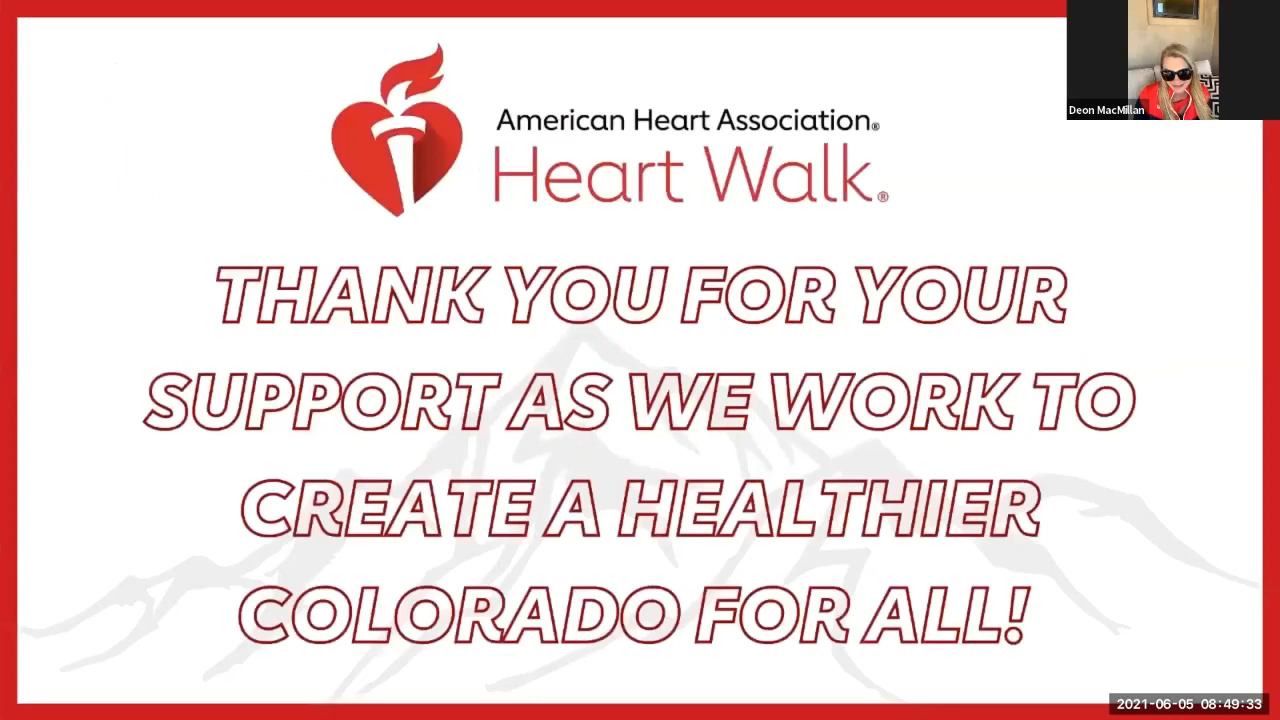 American Heart Association®
Heart Walk®
Deon MacMillan
THANK YOU FOR YOUR
SUPPORT AS WE WORK TO
CREATE A HEALTHIER
COLORADO FOR ALL!
2021-06-05 08:49:33